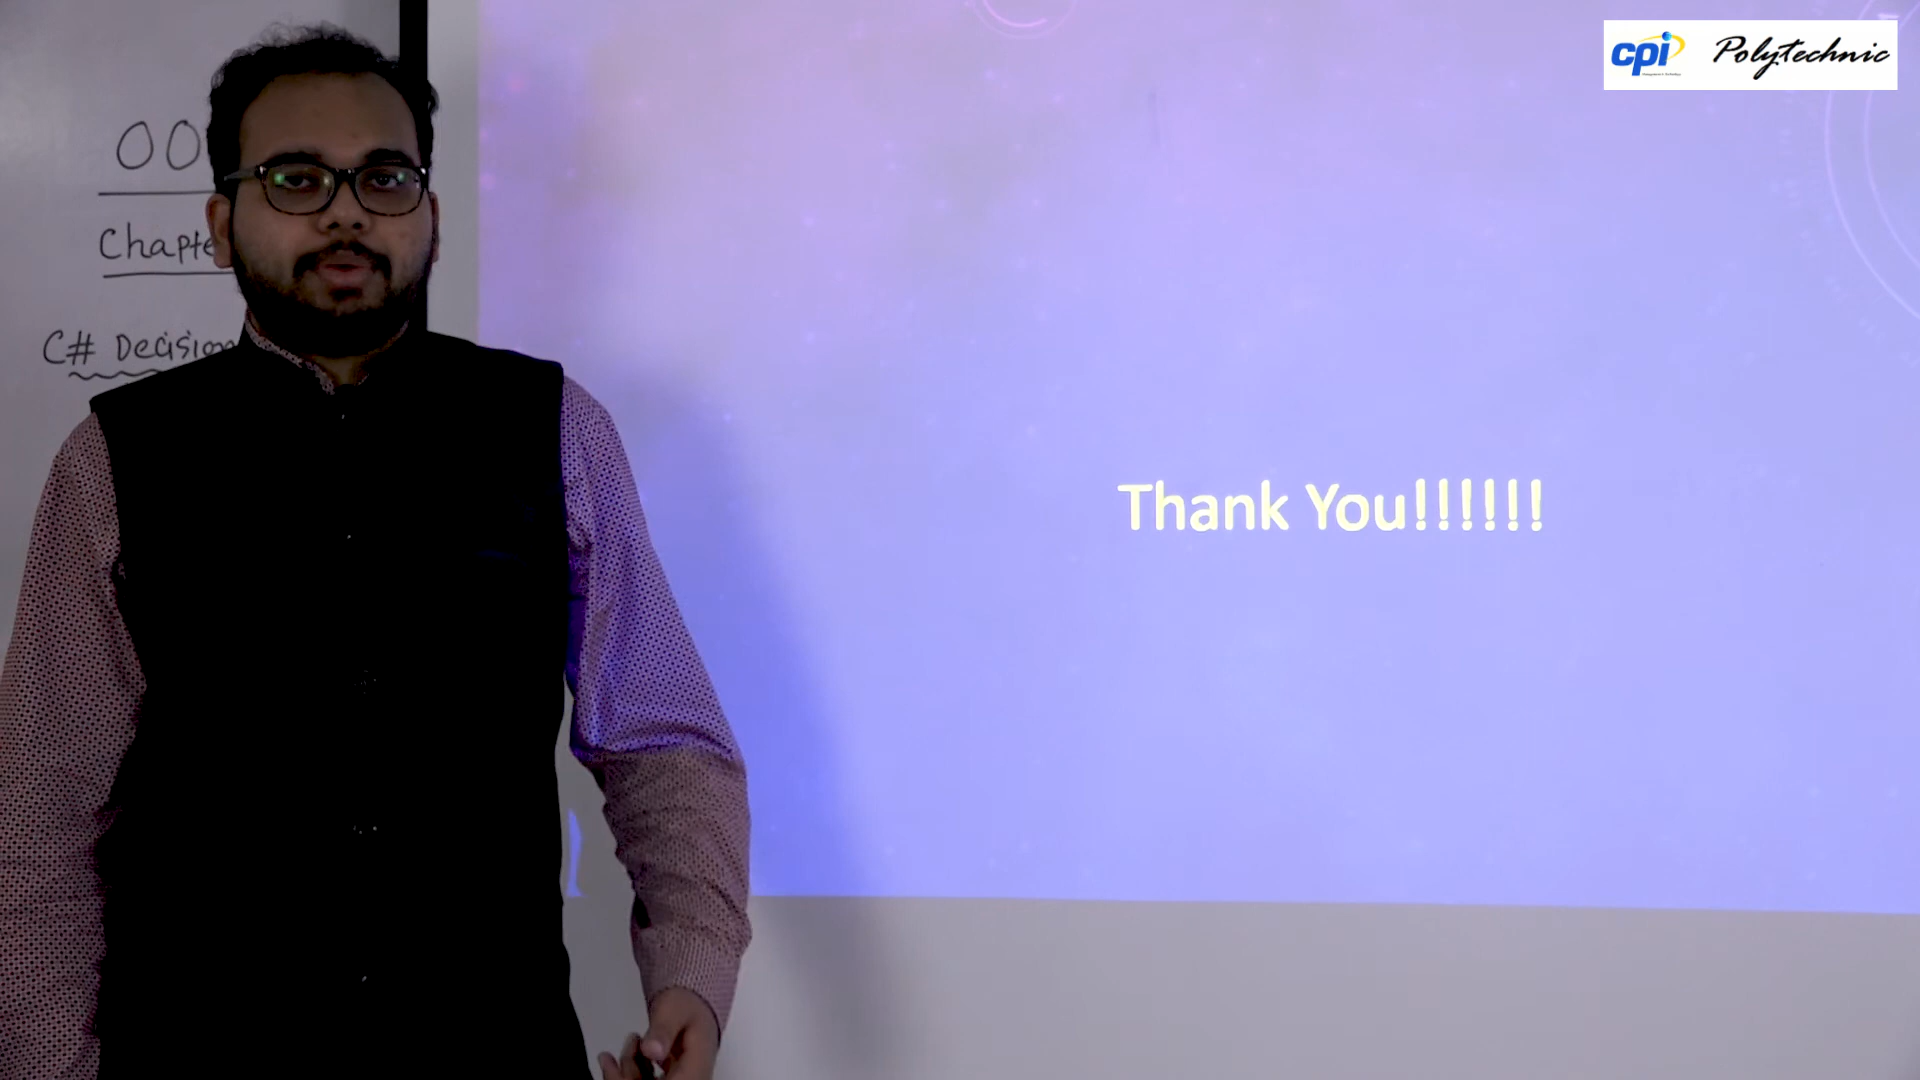 OO
Chapte
C# Decision
Thank You!!!!!!
cpi Polytechnic